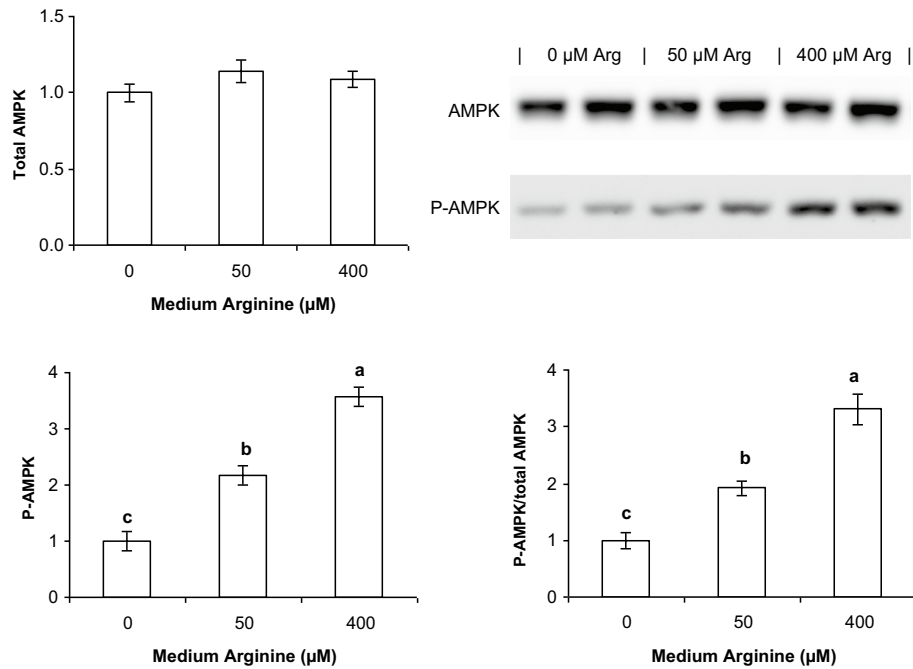 1.5
1.0
0.5
0.0
Total AMPK
0 50 400
Medium Arginine (µM)
| 0 µM Arg | 50 µM Arg | 400 µM Arg |
AMPK
P-AMPK
4
3
2
1
0
P-AMPK
c
b
a
0 50 400
Medium Arginine (µM)
4
3
2
1
0
P-AMPK/total AMPK
c
b
a
0 50 400
Medium Arginine (µM)